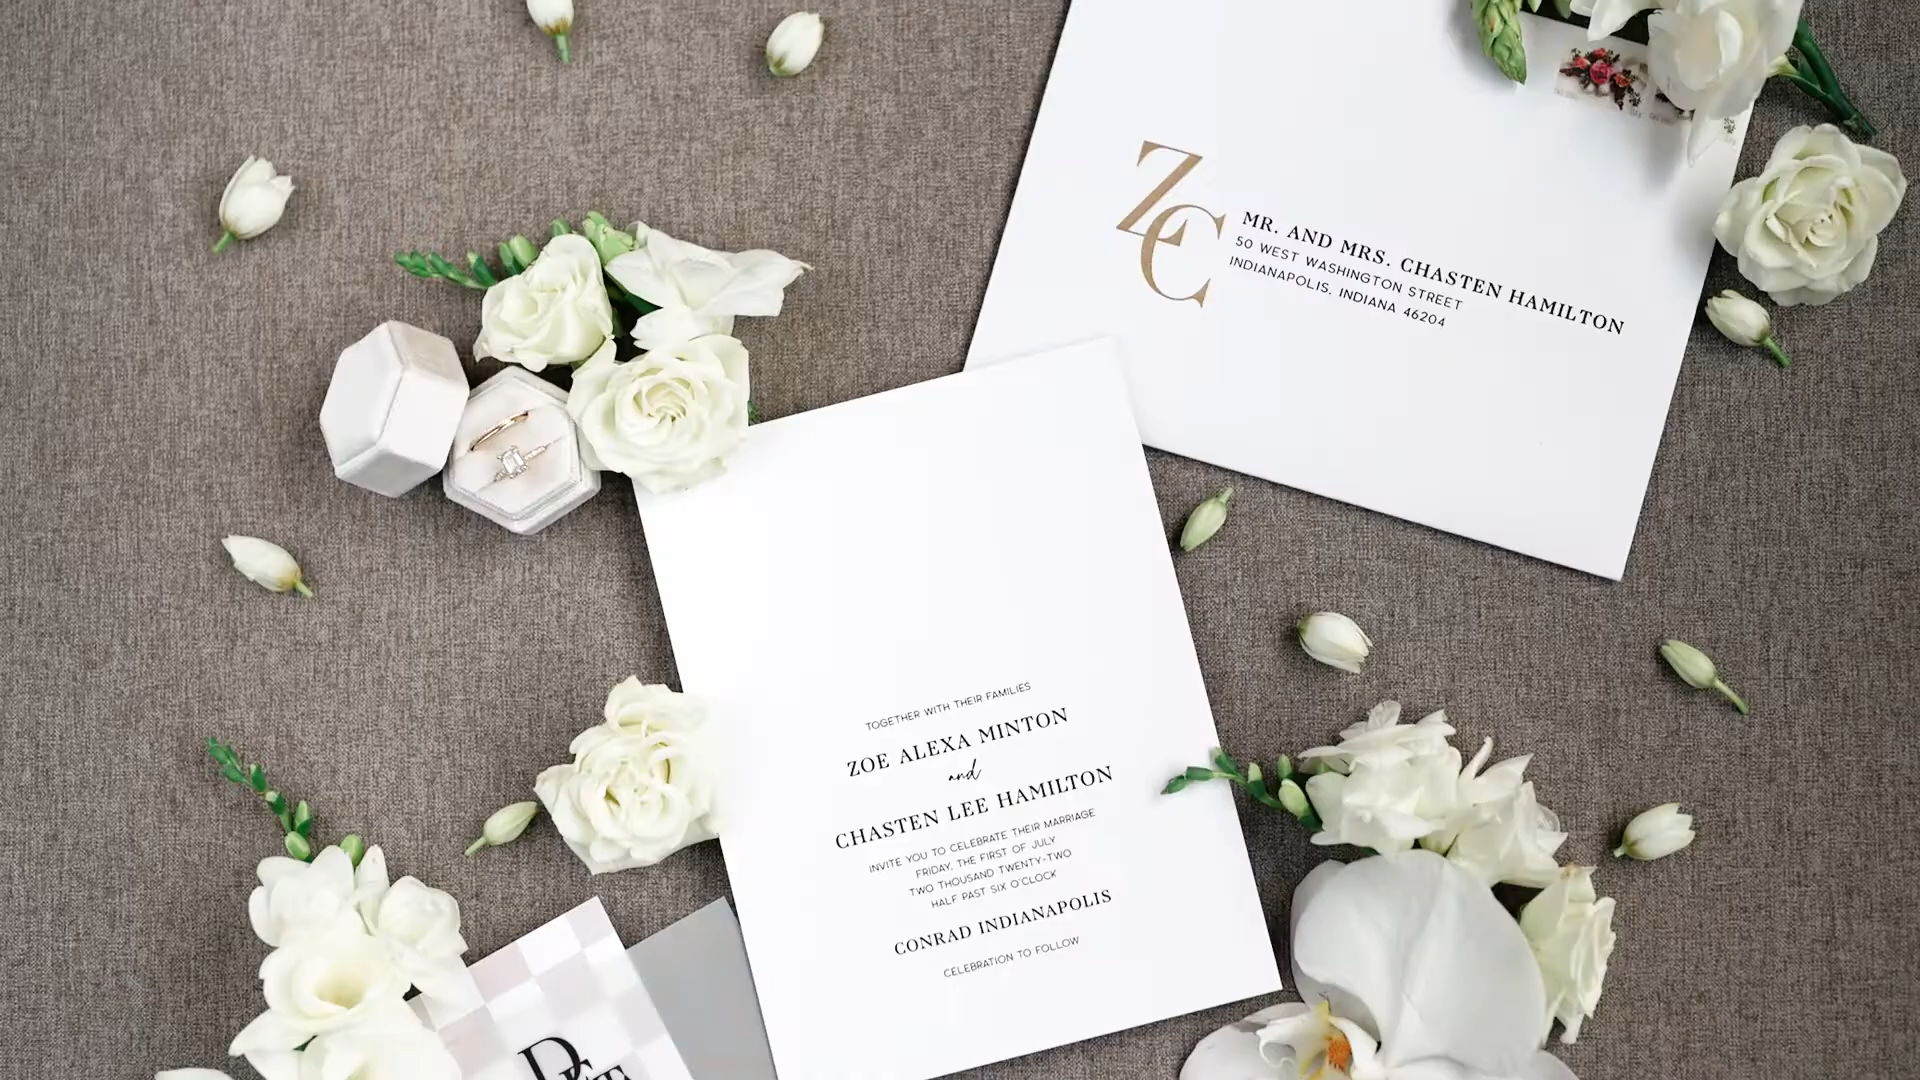 ZC
MR. AND MRS. CHASTEN HAMILTON
50 WEST WASHINGTON STREET
INDIANAPOLIS, INDIANA 46204
TOGETHER WITH THEIR FAMILIES
ZOE ALEXA MINTON
and
CHASTEN LEE HAMILTON
INVITE YOU TO CELEBRATE THEIR MARRIAGE
FRIDAY, THE FIRST OF JULY
TWO THOUSAND TWENTY-TWO
HALF PAST SIX O'CLOCK
CONRAD INDIANAPOLIS
CELEBRATION TO FOLLOW